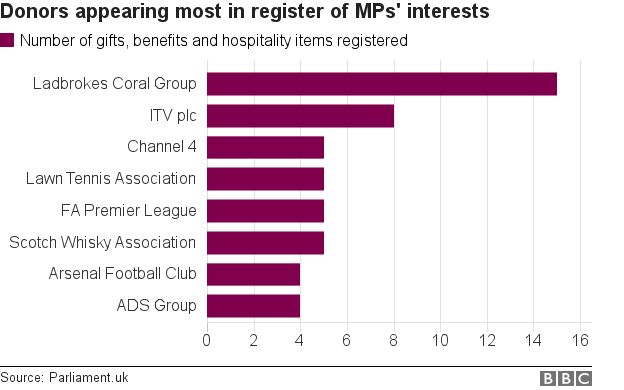 Donors appearing most in register of MPs' interests
Number of gifts, benefits and hospitality items registered
Ladbrokes Coral Group
ITV plc
Channel 4
Lawn Tennis Association
FA Premier League
Scotch Whisky Association
Arsenal Football Club
ADS Group
0 2 4 6 8 10 12 14 16
Source: Parliament.uk BBC